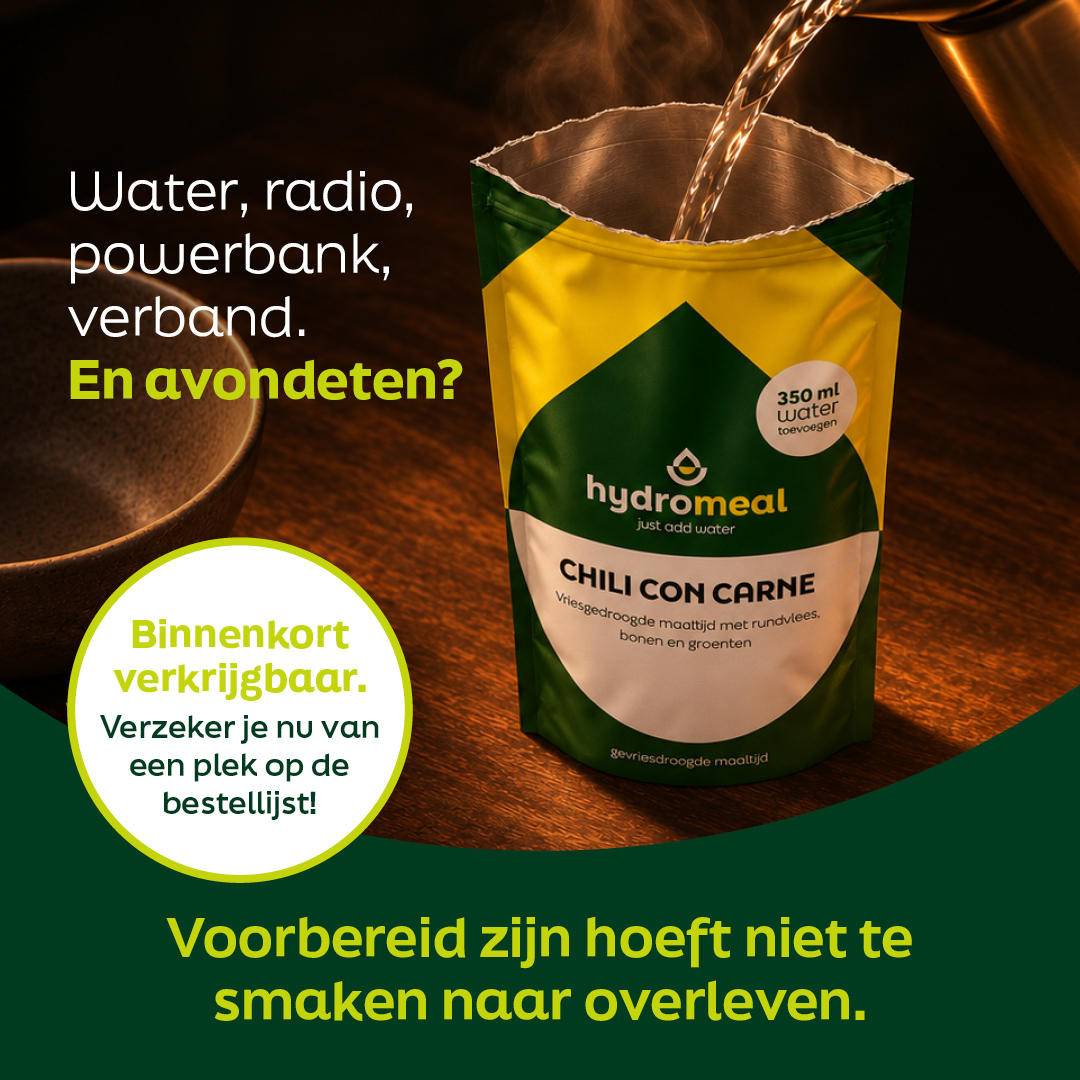 Water, radio,
powerbank,
verband.
En avondeten?
350 ml
water
toevoegen
hydromeal
just add water
CHILI CON CARNE
Vriesgedroogde maaltijd met rundvlees,
bonen en groenten
gevriesdroogde maaltijd
Binnenkort
verkrijgbaar.
Verzeker je nu van
een plek op de
bestellijst!
Voorbereid zijn hoeft niet te
smaken naar overleven.